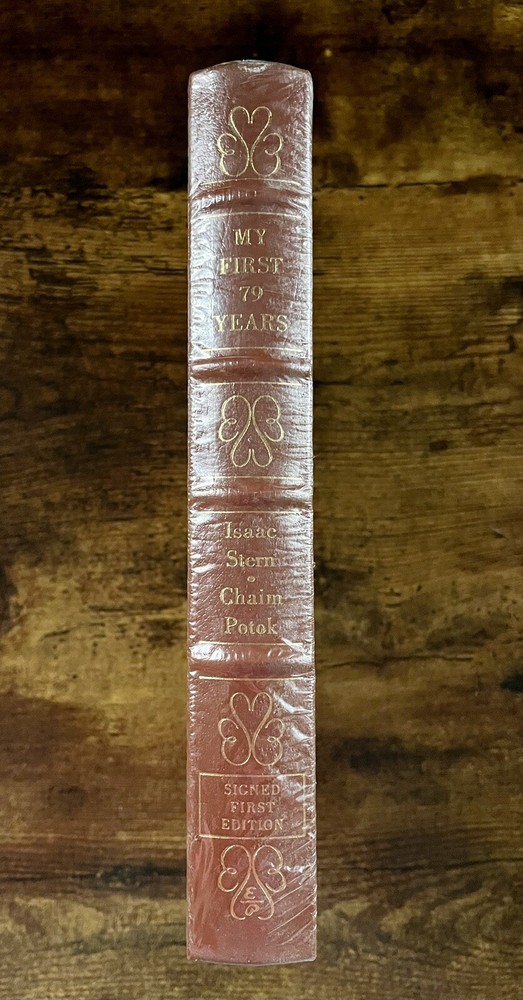 MY
FIRST
79
YEARS
Isaac
Stern
Chaim
Potok
SIGNED
FIRST
EDITION
E
P